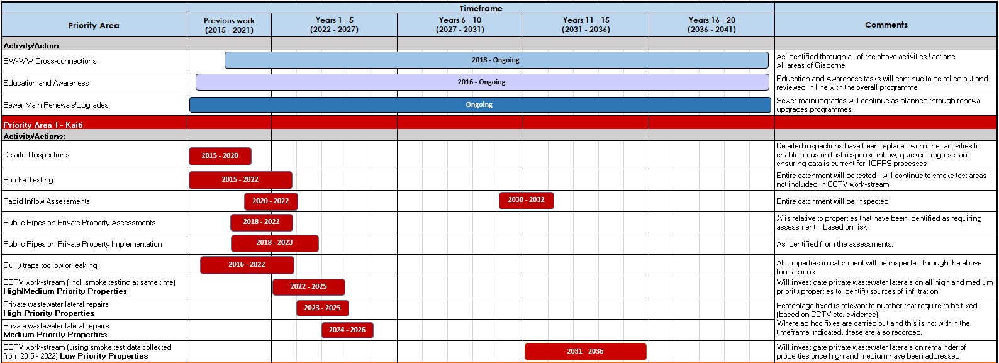 Timeframe
Priority Area
Previous work
(2015 - 2021)
Years 1 - 5
(2022 - 2027)
Years 6 - 10
(2027 - 2031)
Years 11 - 15
(2031 - 2036)
Years 16 - 20
(2036 - 2041)
Comments
Activity/Action:
SW-WW Cross-connections
2018 - Ongoing
As identified through all of the above activities / actions
All areas of Gisborne
Education and Awareness
2016 - Ongoing
Education and Awareness tasks will continue to be rolled out and
reviewed in line with the overall programme
Sewer Main Renewals/Upgrades
Ongoing
Sewer mainupgrades will continue as planned through renewal
upgrades programmes.
Priority Area 1 - Kaiti
Activity/Actions:
Detailed Inspections
2015 - 2020
Detailed inspections have been replaced with other activities to
enable focus on fast response inflow, quicker progress, and
ensuring data is current for IIOPPS processes
Smoke Testing
2015 - 2022
Entire catchment will be tested - will continue to smoke test areas
not included in CCTV work-stream
Rapid Inflow Assessments
2020 - 2022
2030 - 2032
Entire catchment will be inspected
Public Pipes on Private Property Assessments
2018 - 2022
% is relative to properties that have been identified as requiring
assessment – based on risk
Public Pipes on Private Property Implementation
2018 - 2023
As identified from the assessments.
Gully traps too low or leaking
2016 - 2022
All properties in catchment will be inspected through the above
four actions
CCTV work-stream (incl. smoke testing at same time)
High/Medium Priority Properties
2022 - 2025
Will investigate private wastewater laterals on all high and medium
priority properties to identify sources of infiltration
Private wastewater lateral repairs
High Priority Properties
2023 - 2025
Percentage fixed is relevant to number that require to be fixed
(based on CCTV etc. evidence).
Where ad hoc fixes are carried out and this is not within the
timeframe indicated, these are also recorded.
Private wastewater lateral repairs
Medium Priority Properties
2024 - 2026
CCTV work-stream (using smoke test data collected
from 2015 - 2022) Low Priority Properties
2031 - 2036
Will investigate private wastewater laterals on remainder of
properties once high and medium have been addressed